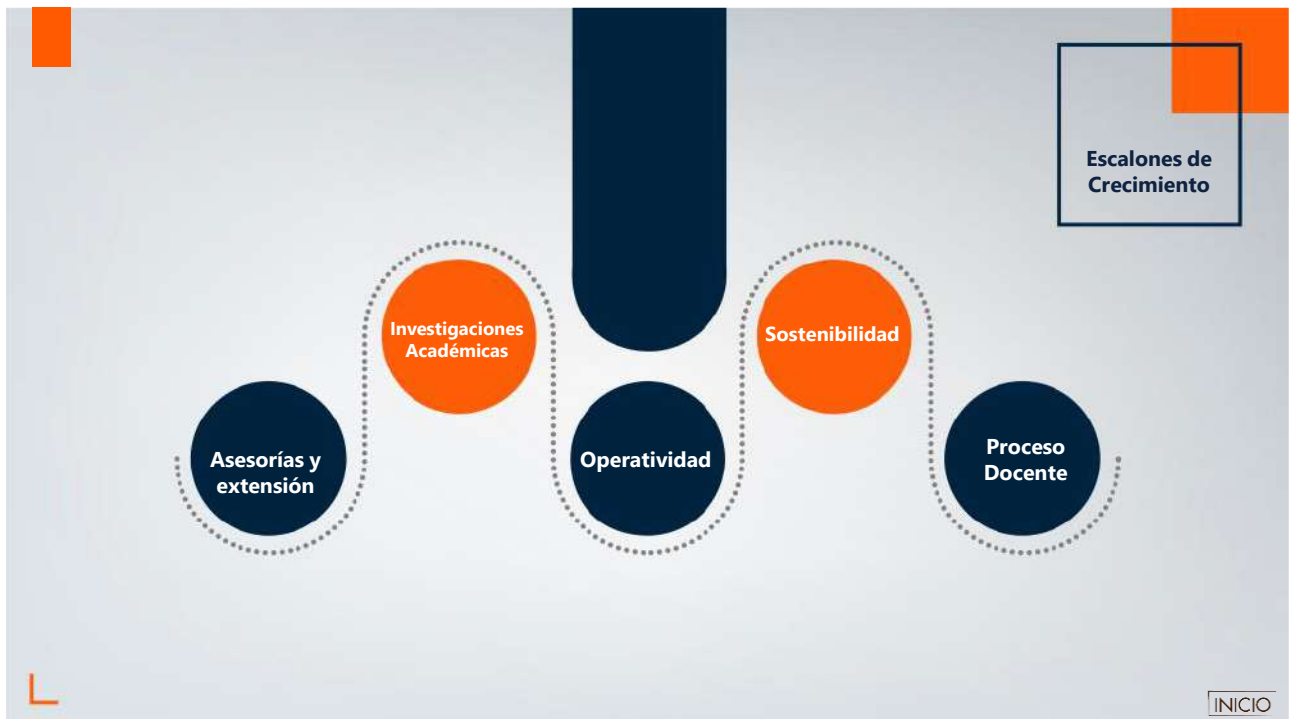 Escalones de
Crecimiento
Investigaciones
Académicas
Sostenibilidad
Asesorías y
extensión
Operatividad
Proceso
Docente
INICIO